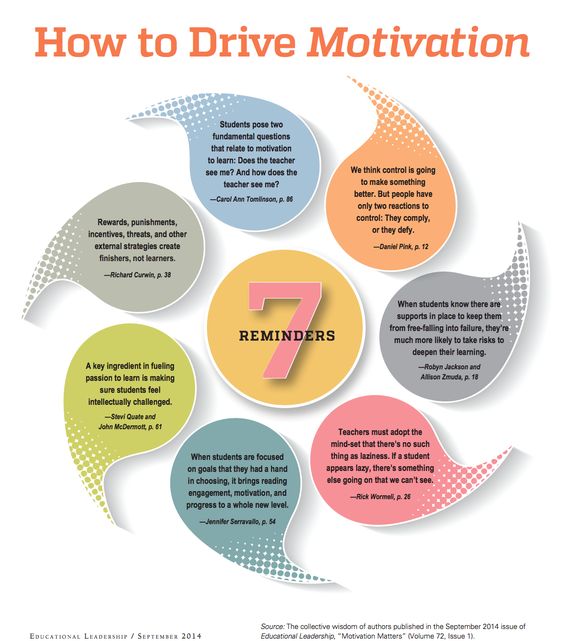 How to Drive Motivation
Students pose two
fundamental questions
that relate to motivation
to learn: Does the teacher
see me? And how does the
teacher see me?
—Carol Ann Tomlinson, p. 86
We think control is going
to make something
better. But people have
only two reactions to
control: They comply,
or they defy.
—Daniel Pink, p. 12
When students know there are
supports in place to keep them
from free-falling into failure, they're
much more likely to take risks to
deepen their learning.
—Robyn Jackson and
Allison Zmuda, p. 18
Teachers must adopt the
mind-set that there's no such
thing as laziness. If a student
appears lazy, there's something
else going on that we can't see.
—Rick Wormeli, p. 26
When students are focused
on goals that they had a hand
in choosing, it brings reading
engagement, motivation, and
progress to a whole new level.
—Jennifer Serravallo, p. 54
A key ingredient in fueling
passion to learn is making
sure students feel
intellectually challenged.
—Stevi Quate and
John McDermott, p. 61
Rewards, punishments,
incentives, threats, and other
external strategies create
finishers, not learners.
—Richard Curwin, p. 38
7
REMINDERS
Educational Leadership / September 2014
Source: The collective wisdom of authors published in the September 2014 issue of
Educational Leadership, "Motivation Matters" (Volume 72, Issue 1).